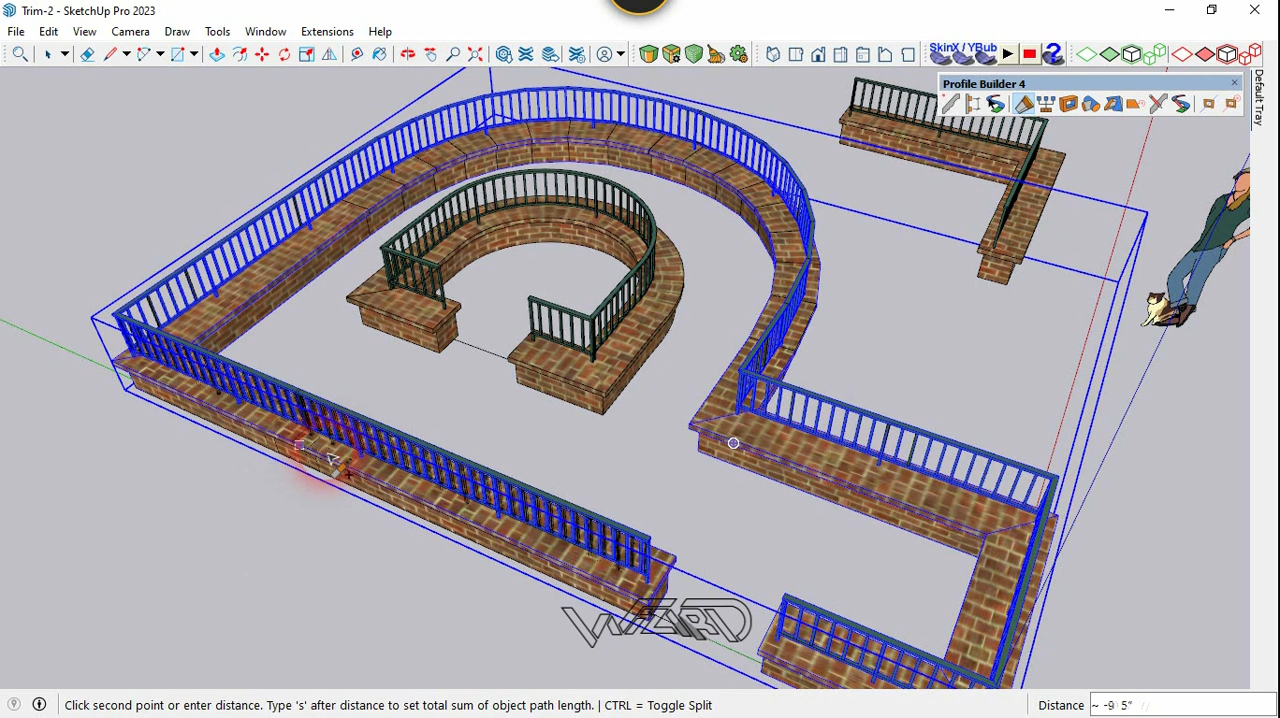 Trim-2 - SketchUp Pro 2023
File Edit View Camera Draw Tools Window Extensions Help
SkinX / YBub
Profile Builder 4
Default Tray
WZARD
Click second point or enter distance. Type 's' after distance to set total sum of object path length. | CTRL = Toggle Split
Distance ~ -9' 5"